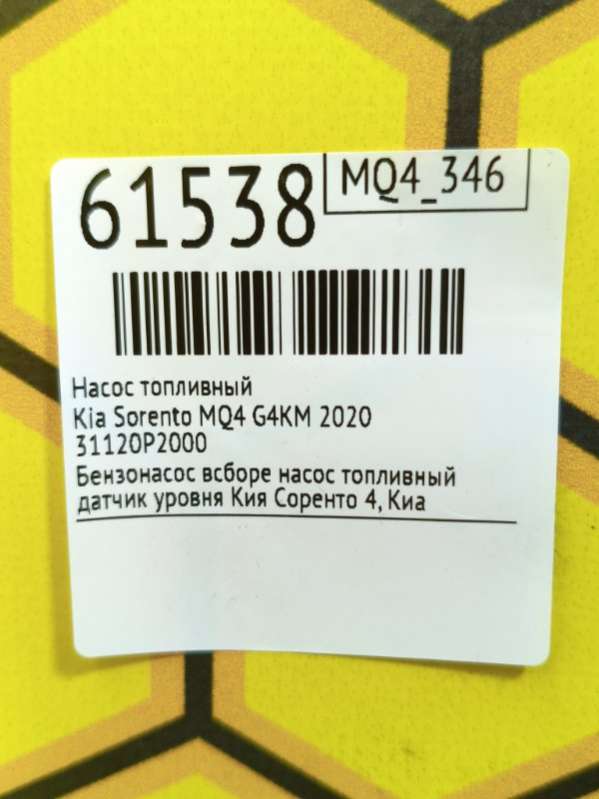 61538
MQ4_346
Насос топливный
Kia Sorento MQ4 G4KM 2020
31120P2000
Бензонасос всборе насос топливный
датчик уровня Кия Соренто 4, Киа